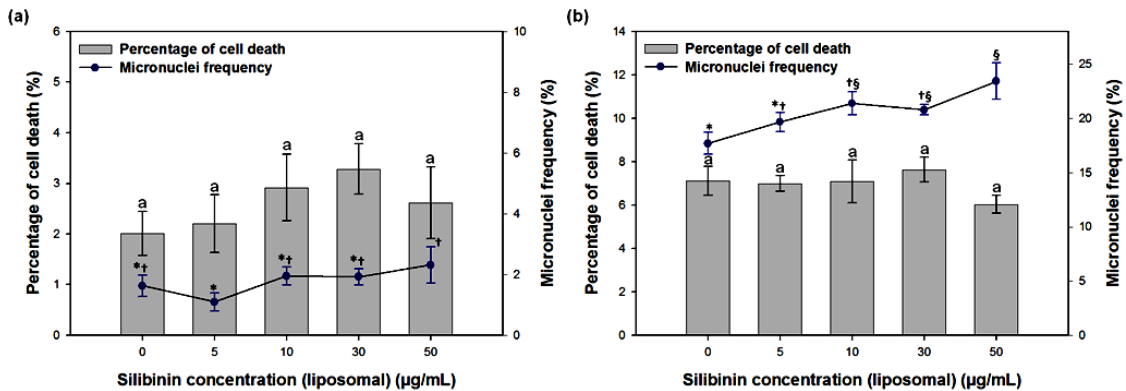 (a)
Percentage of cell death (%)
6
5
4
3
2
1
0
Percentage of cell death
Micronuclei frequency
a
a
a
a
a
*†
*
*†
*†
†
10
8
6
4
2
0
Micronuclei frequency (%)
0
5
10
30
50
Silibinin concentration (liposomal) (µg/mL)
(b)
Percentage of cell death (%)
14
12
10
8
6
4
2
0
Percentage of cell death
Micronuclei frequency
*
*†
†§
†§
§
a
a
a
a
a
25
20
15
10
5
0
Micronuclei frequency (%)
0
5
10
30
50
Silibinin concentration (liposomal) (µg/mL)